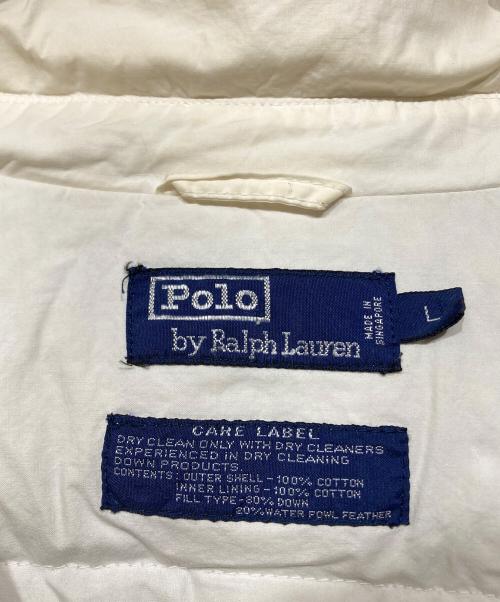 Polo
by Ralph Lauren
MADE IN
SINGAPORE
L
CARE LABEL
DRY CLEAN ONLY WITH DRY CLEANERS
EXPERIENCED IN DRY CLEANING
DOWN PRODUCTS.
CONTENTS: OUTER SHELL-100% COTTON
INNER LINING-100% COTTON
FILL TYPE-80% DOWN
20% WATER FOWL FEATHER